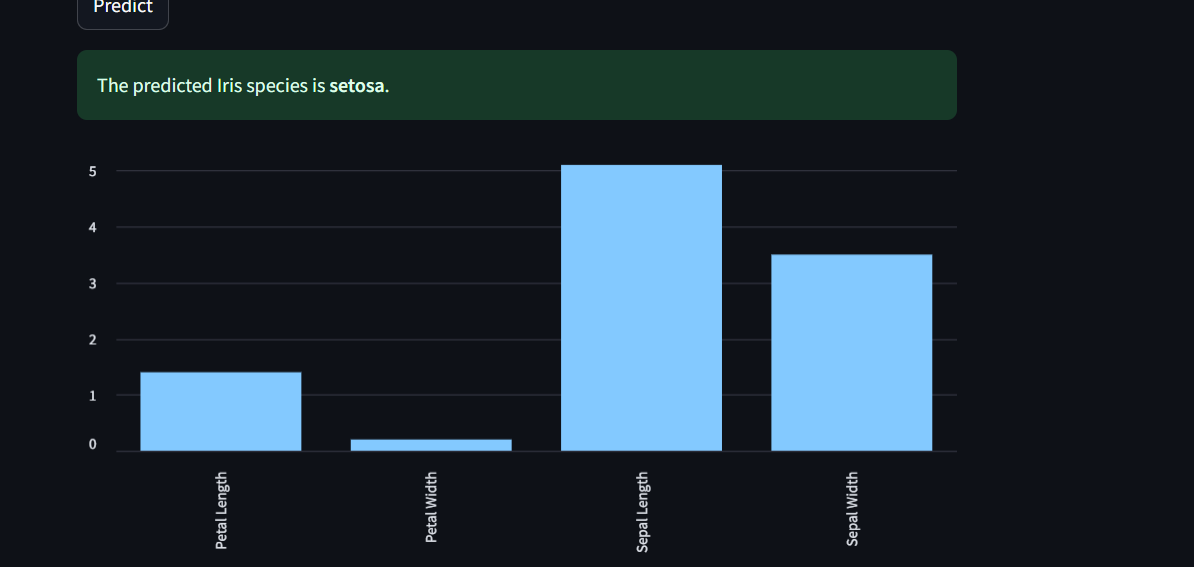 Predict
The predicted Iris species is setosa.
5
4
3
2
1
0
Petal Length
Petal Width
Sepal Length
Sepal Width